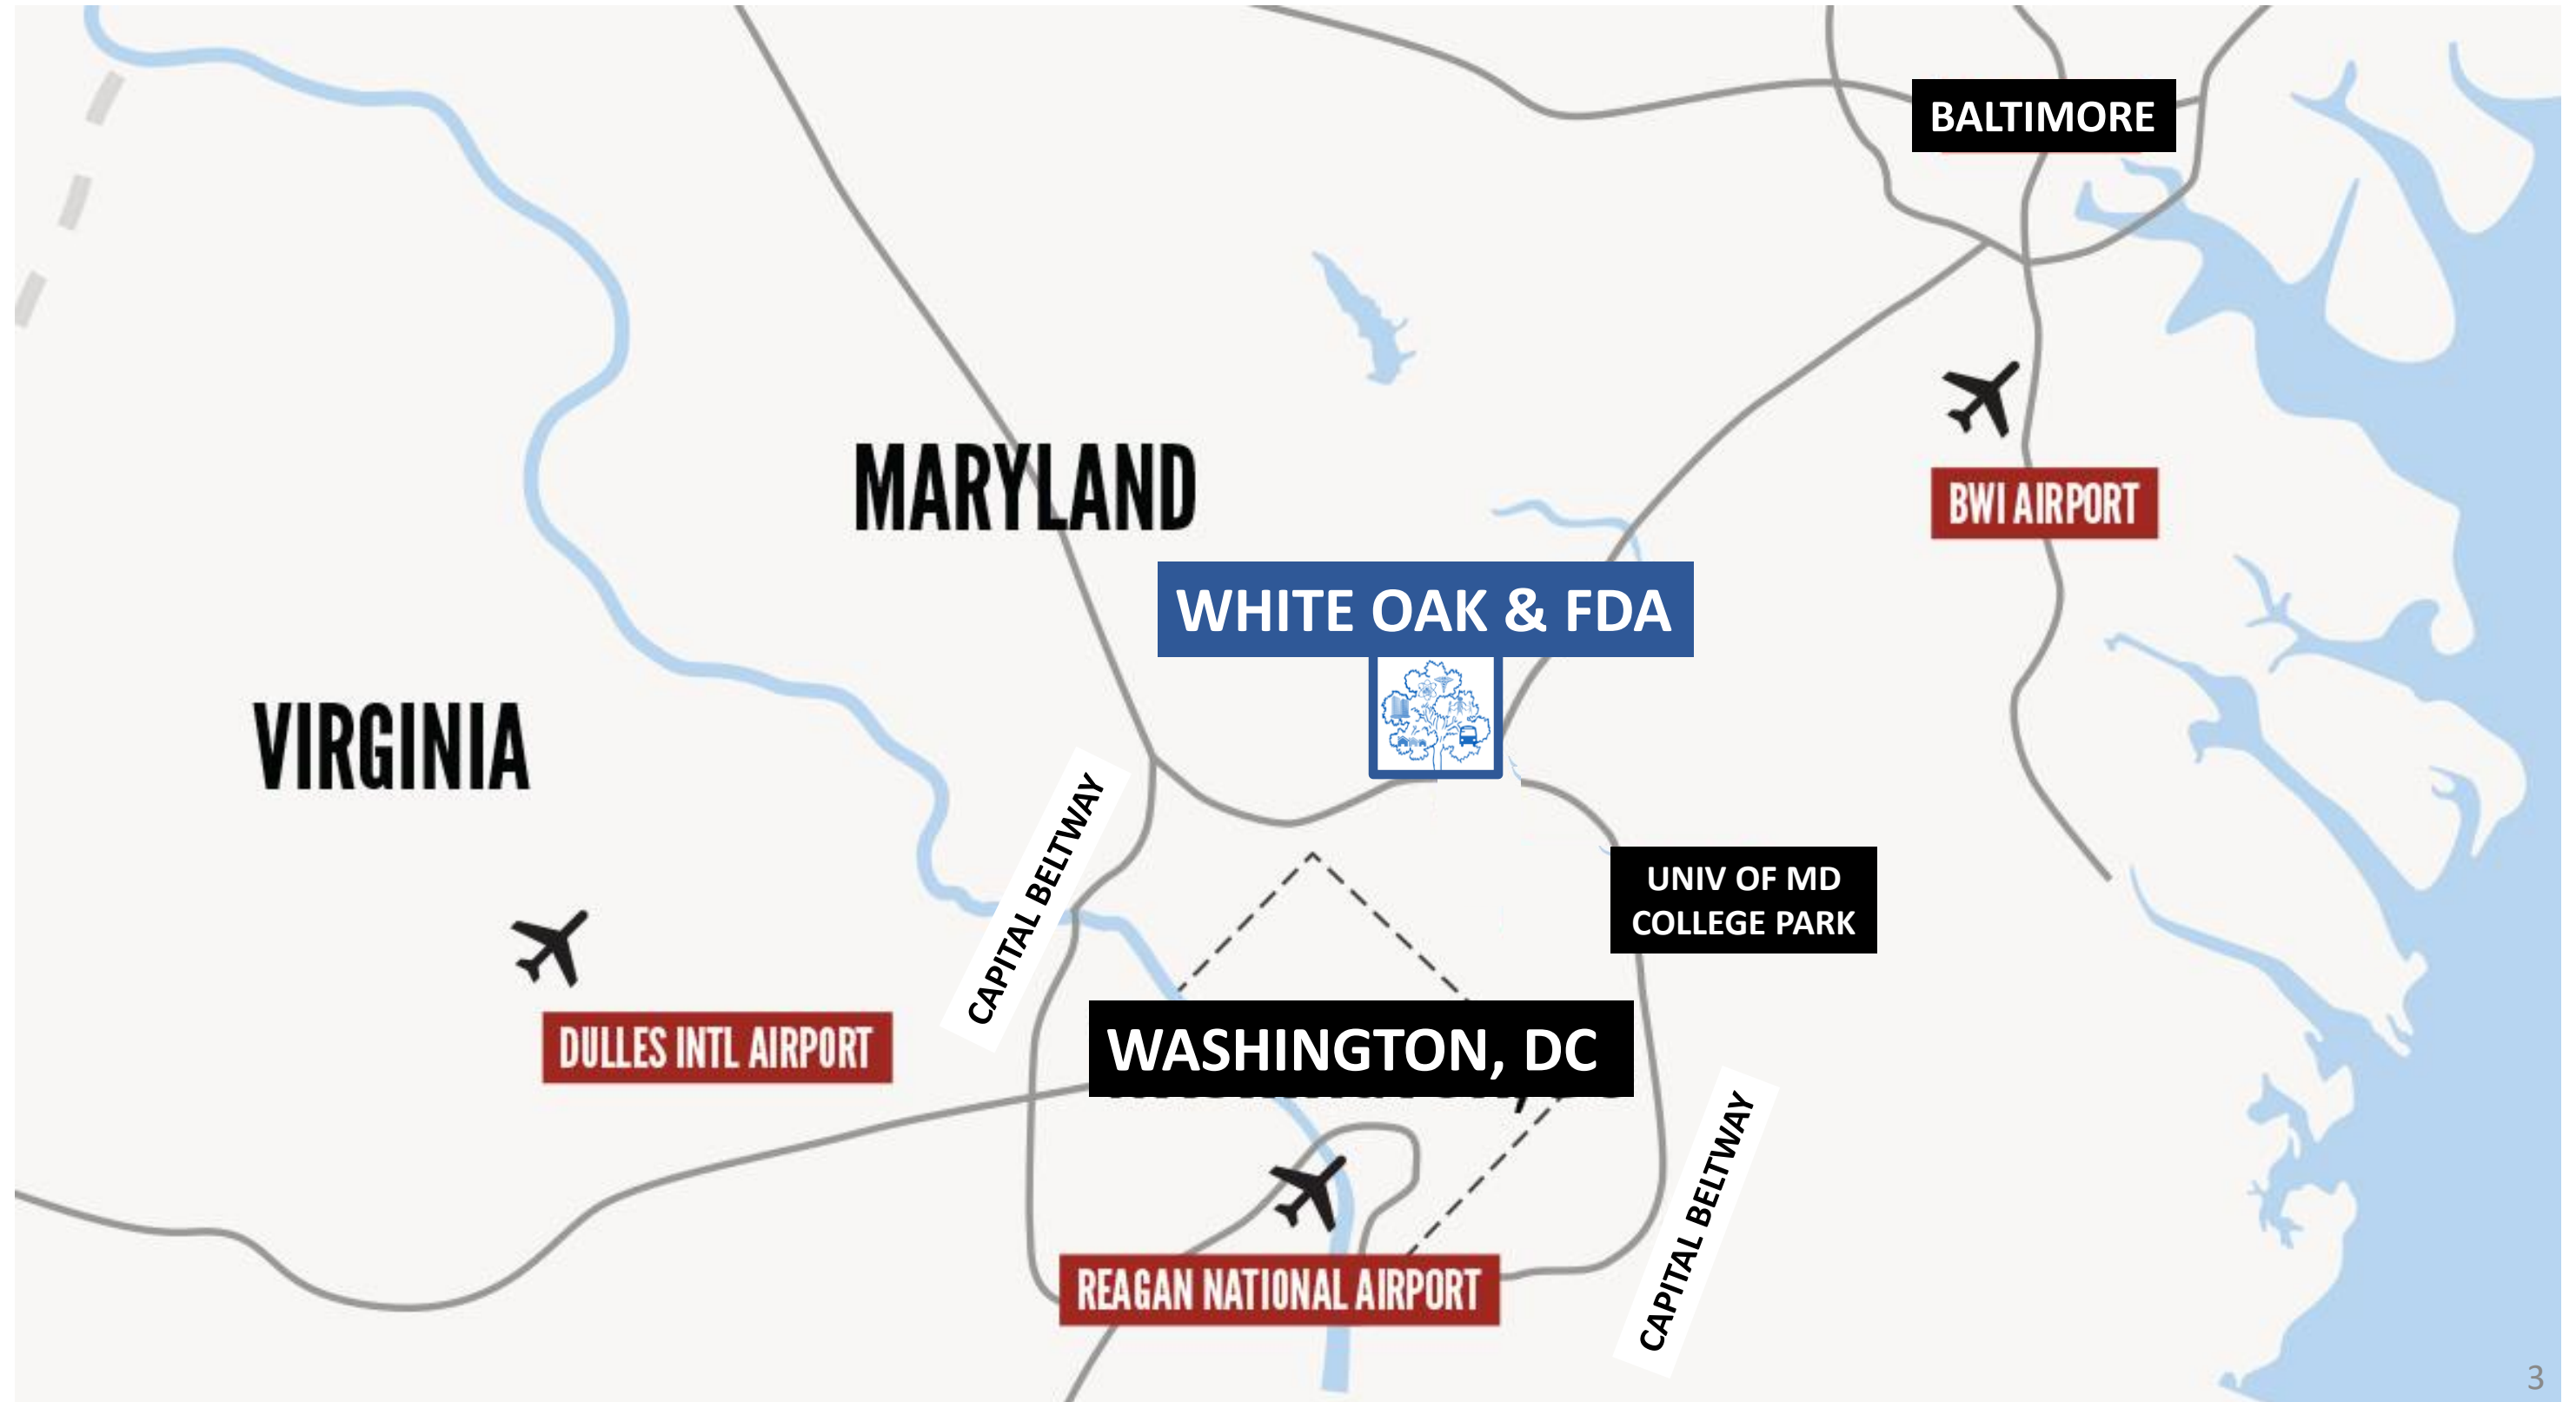 BALTIMORE
MARYLAND
BWI AIRPORT
WHITE OAK & FDA
VIRGINIA
CAPITAL BELTWAY
UNIV OF MD
COLLEGE PARK
DULLES INTL AIRPORT
WASHINGTON, DC
CAPITAL BELTWAY
REAGAN NATIONAL AIRPORT
3